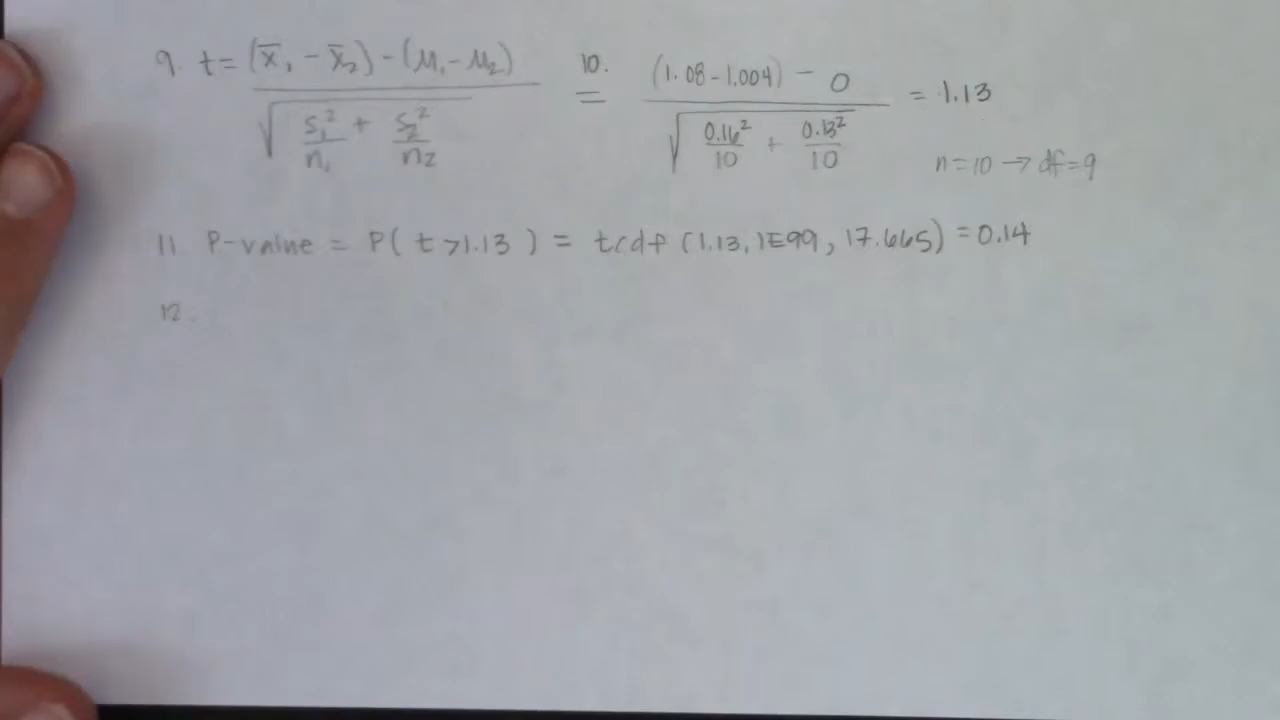 9. t = (x̄₁ - x̄₂) - (μ₁ - μ₂) / √(s₁²/n₁ + s₂²/n₂) = 10. (1.08 - 1.004) - 0 / √(0.16²/10 + 0.13²/10) = 1.13
n = 10 → df = 9
11. P-value = P( t > 1.13 ) = tcdf (1.13, 1E99, 17.665) = 0.14
12.